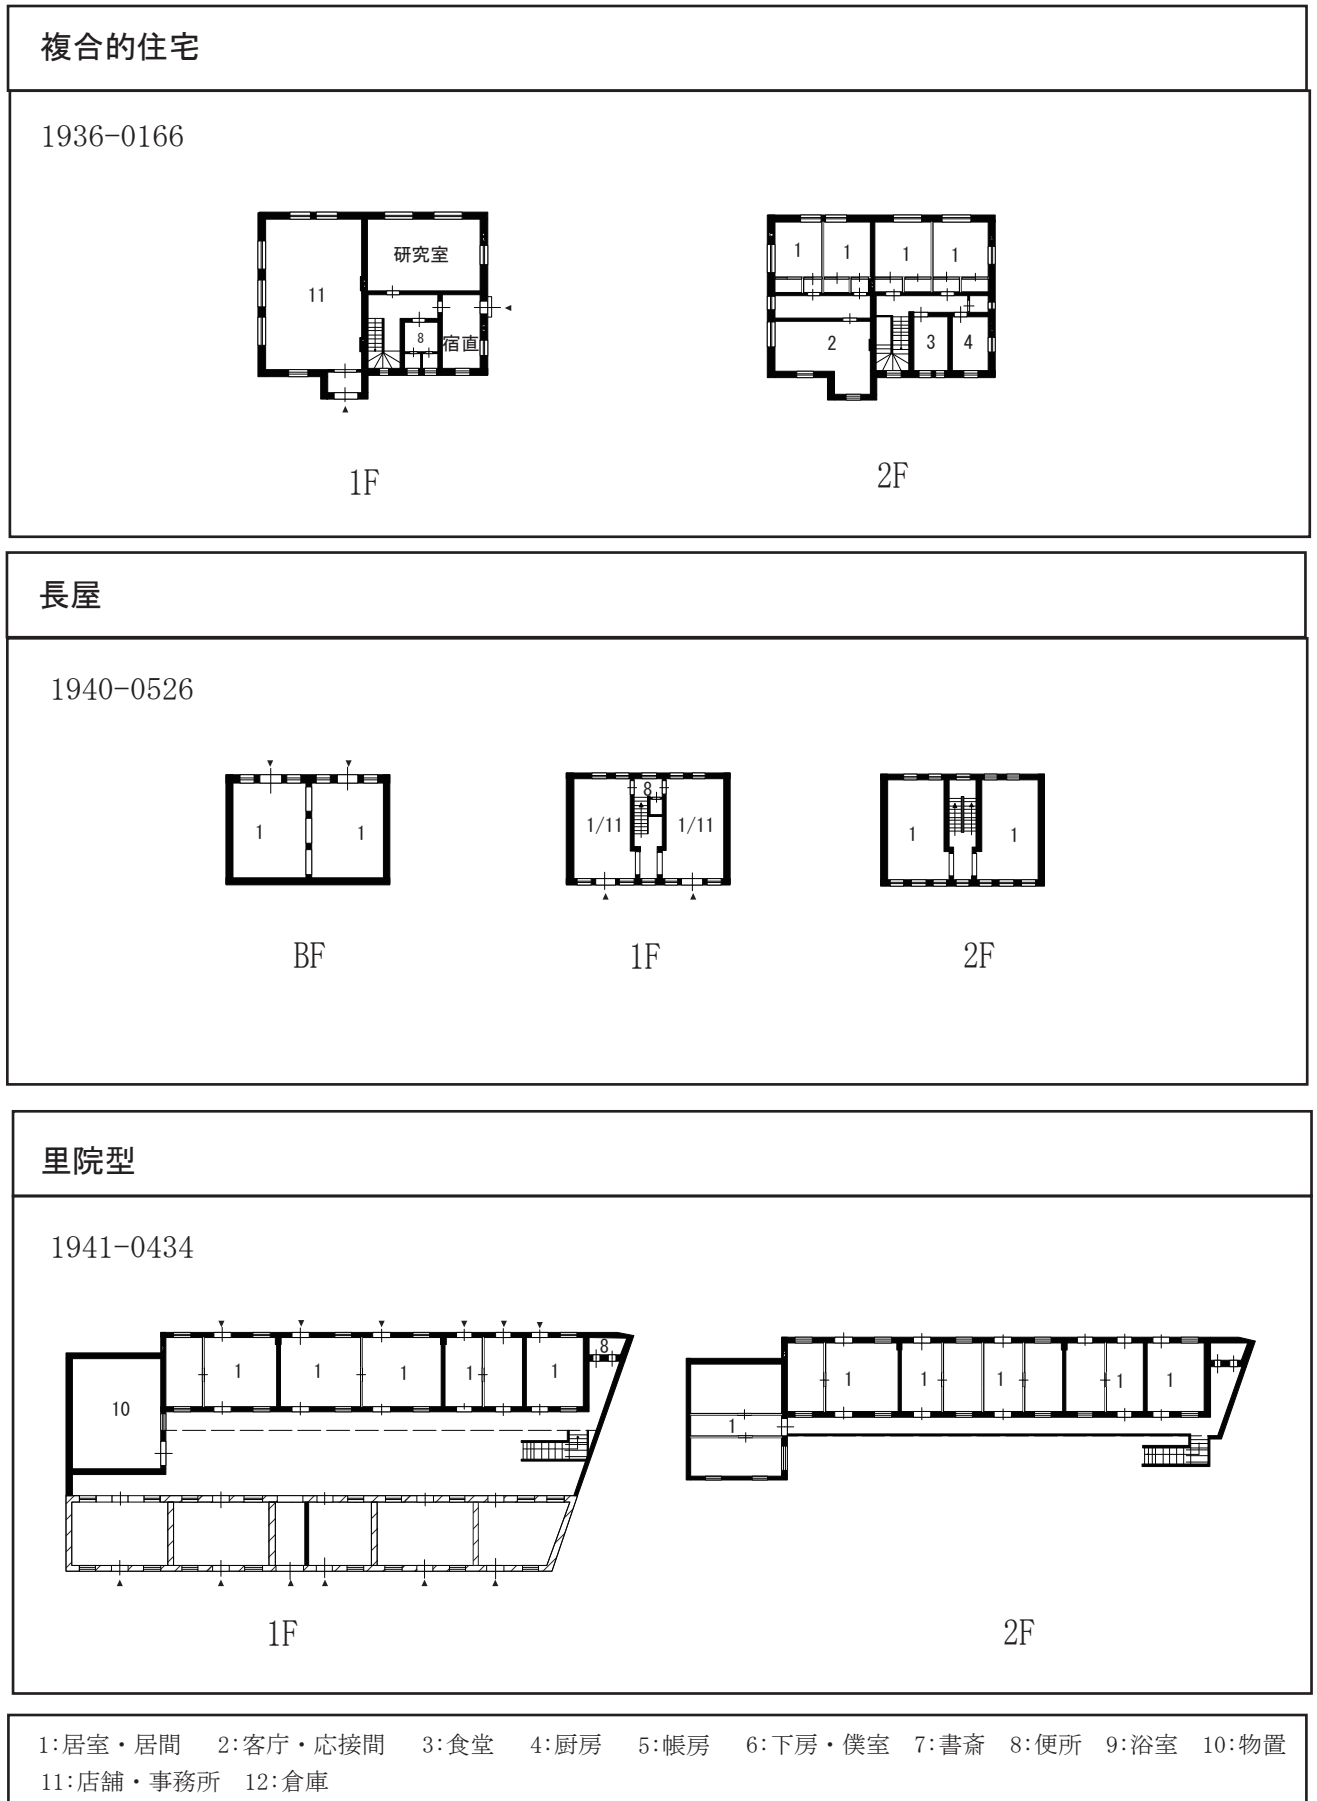 複合的住宅
1936-0166
研究室
11
8
宿直
1 1 1 1
2 3 4
1F 2F
長屋
1940-0526
1 1
8
1/11 1/11
1 1
BF 1F 2F
里院型
1941-0434
1 1 1 1 1 8
10
1 1 1 1 1
1
1F 2F
1:居室・居間 2:客庁・応接間 3:食堂 4:厨房 5:帳房 6:下房・僕室 7:書斎 8:便所 9:浴室 10:物置
11:店舗・事務所 12:倉庫